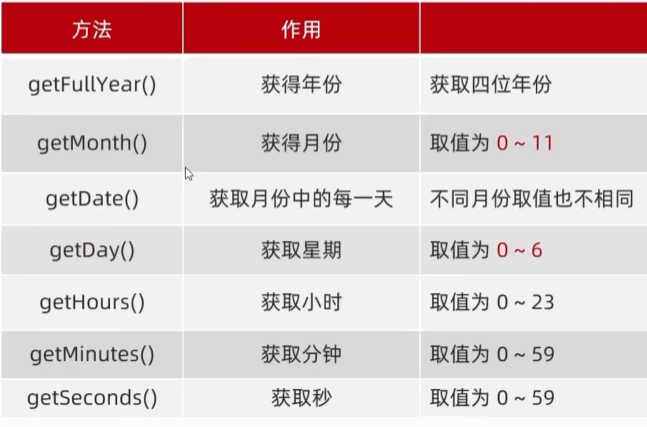 方法 作用
getFullYear() 获得年份 获取四位年份
getMonth() 获得月份 取值为 0 ~ 11
getDate() 获取月份中的每一天 不同月份取值也不相同
getDay() 获取星期 取值为 0 ~ 6
getHours() 获取小时 取值为 0 ~ 23
getMinutes() 获取分钟 取值为 0 ~ 59
getSeconds() 获取秒 取值为 0 ~ 59